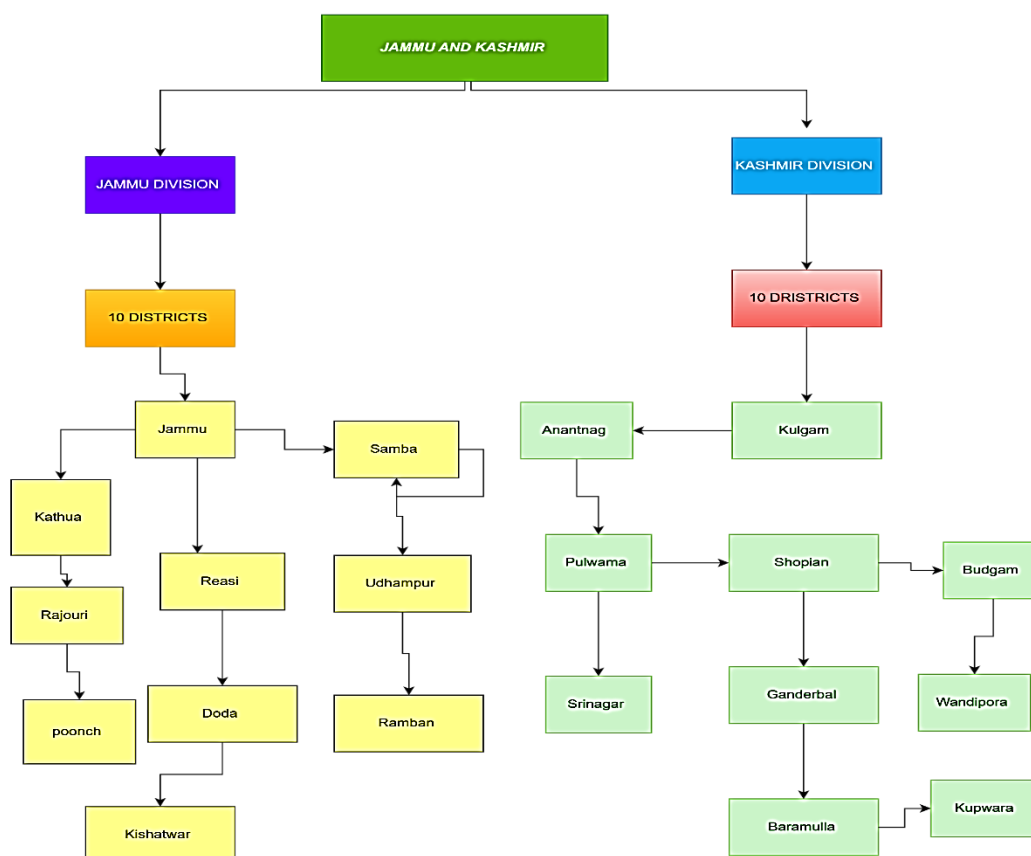 JAMMU AND KASHMIR
JAMMU DIVISION
KASHMIR DIVISION
10 DISTRICTS
10 DRISTRICTS
Jammu
Samba
Anantnag
Kulgam
Kathua
Reasi
Udhampur
Pulwama
Shopian
Budgam
Rajouri
poonch
Doda
Ramban
Srinagar
Ganderbal
Wandipora
Kishatwar
Baramulla
Kupwara